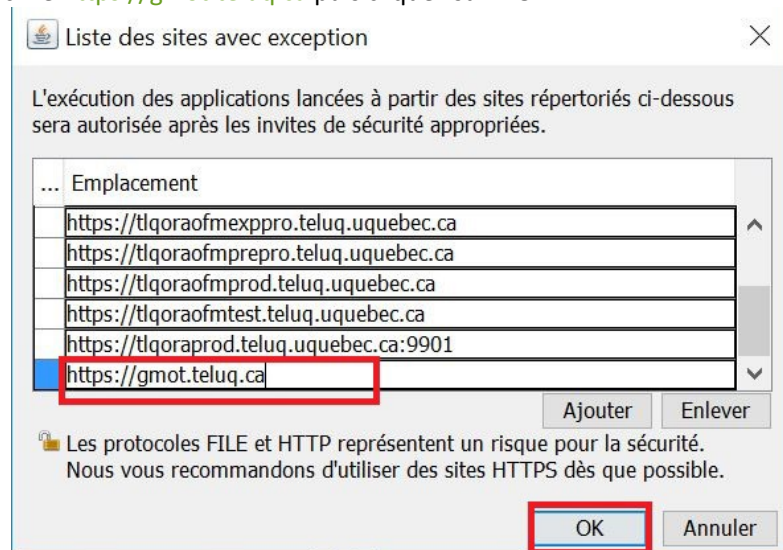 Liste des sites avec exception
L'exécution des applications lancées à partir des sites répertoriés ci-dessous
sera autorisée après les invites de sécurité appropriées.
... Emplacement
https://tlqoraofmexppro.teluq.uquebec.ca
https://tlqoraofmprepro.teluq.uquebec.ca
https://tlqoraofmprod.teluq.uquebec.ca
https://tlqoraofmtest.teluq.uquebec.ca
https://tlqoraprod.teluq.uquebec.ca:9901
https://gmot.teluq.ca
Ajouter Enlever
Les protocoles FILE et HTTP représentent un risque pour la sécurité.
Nous vous recommandons d'utiliser des sites HTTPS dès que possible.
OK Annuler